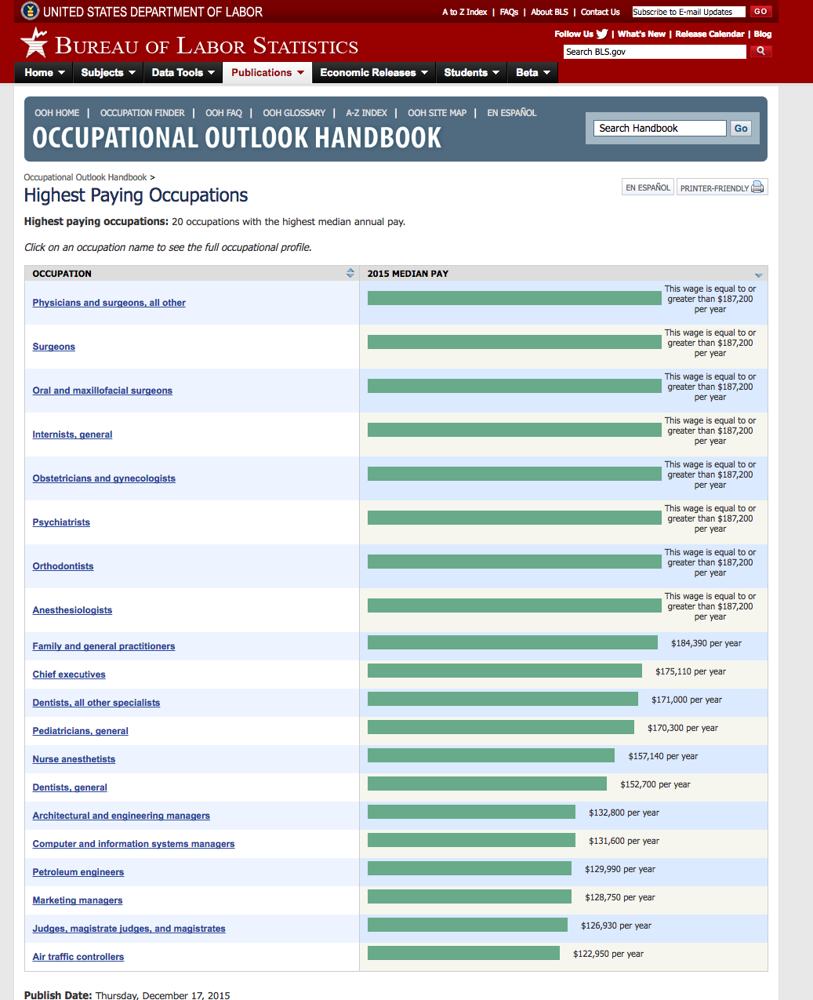 UNITED STATES DEPARTMENT OF LABOR
A to Z Index | FAQs | About BLS | Contact Us
Subscribe to E-mail Updates GO
BUREAU OF LABOR STATISTICS
Follow Us | What's New | Release Calendar | Blog
Search BLS.gov
Home Subjects Data Tools Publications Economic Releases Students Beta
OOH HOME | OCCUPATION FINDER | OOH FAQ | OOH GLOSSARY | A-Z INDEX | OOH SITE MAP | EN ESPAÑOL
OCCUPATIONAL OUTLOOK HANDBOOK
Search Handbook Go
Occupational Outlook Handbook >
Highest Paying Occupations
EN ESPAÑOL PRINTER-FRIENDLY
Highest paying occupations: 20 occupations with the highest median annual pay.
Click on an occupation name to see the full occupational profile.
OCCUPATION 2015 MEDIAN PAY
Physicians and surgeons, all other
This wage is equal to or
greater than $187,200
per year
Surgeons
This wage is equal to or
greater than $187,200
per year
Oral and maxillofacial surgeons
This wage is equal to or
greater than $187,200
per year
Internists, general
This wage is equal to or
greater than $187,200
per year
Obstetricians and gynecologists
This wage is equal to or
greater than $187,200
per year
Psychiatrists
This wage is equal to or
greater than $187,200
per year
Orthodontists
This wage is equal to or
greater than $187,200
per year
Anesthesiologists
This wage is equal to or
greater than $187,200
per year
Family and general practitioners $184,390 per year
Chief executives $175,110 per year
Dentists, all other specialists $171,000 per year
Pediatricians, general $170,300 per year
Nurse anesthetists $157,140 per year
Dentists, general $152,700 per year
Architectural and engineering managers $132,800 per year
Computer and information systems managers $131,600 per year
Petroleum engineers $129,990 per year
Marketing managers $128,750 per year
Judges, magistrate judges, and magistrates $126,930 per year
Air traffic controllers $122,950 per year
Publish Date: Thursday, December 17, 2015